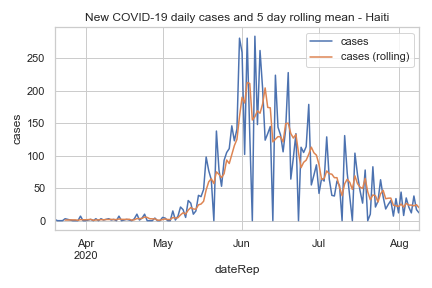 New COVID-19 daily cases and 5 day rolling mean - Haiti
cases
cases (rolling)
250
200
150
100
50
0
cases
Apr
2020
May
Jun
Jul
Aug
dateRep